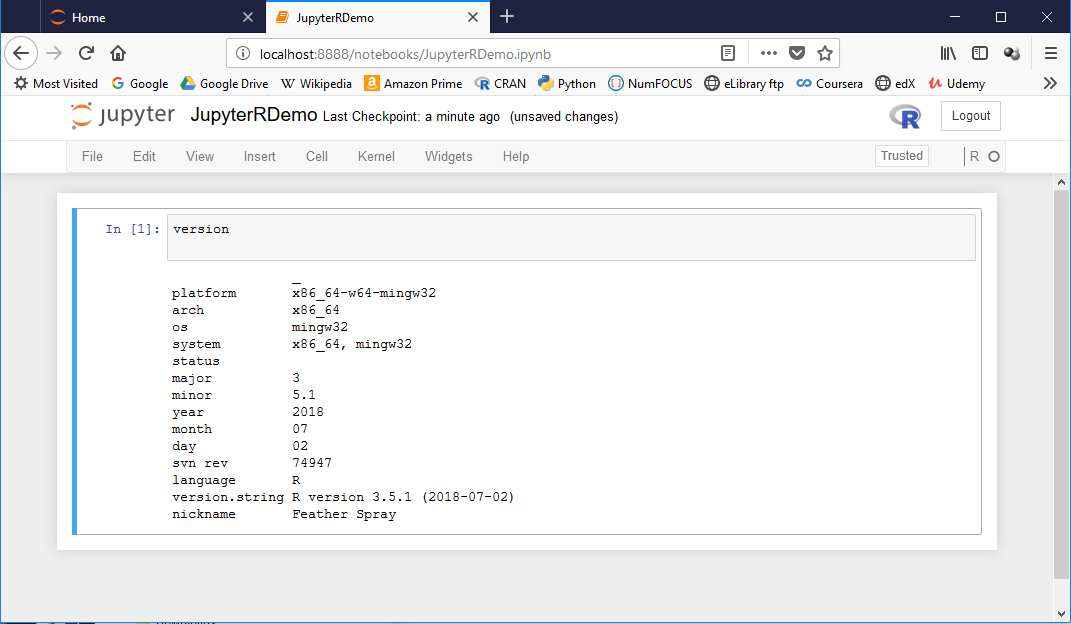 Home JupyterRDemo
localhost:8888/notebooks/JupyterRDemo.ipynb
Most Visited Google Google Drive Wikipedia Amazon Prime CRAN Python NumFOCUS eLibrary ftp Coursera edX Udemy
jupyter JupyterRDemo Last Checkpoint: a minute ago (unsaved changes) R Logout
File Edit View Insert Cell Kernel Widgets Help Trusted R
In [1]: version
_
platform x86_64-w64-mingw32
arch x86_64
os mingw32
system x86_64, mingw32
status
major 3
minor 5.1
year 2018
month 07
day 02
svn rev 74947
language R
version.string R version 3.5.1 (2018-07-02)
nickname Feather Spray